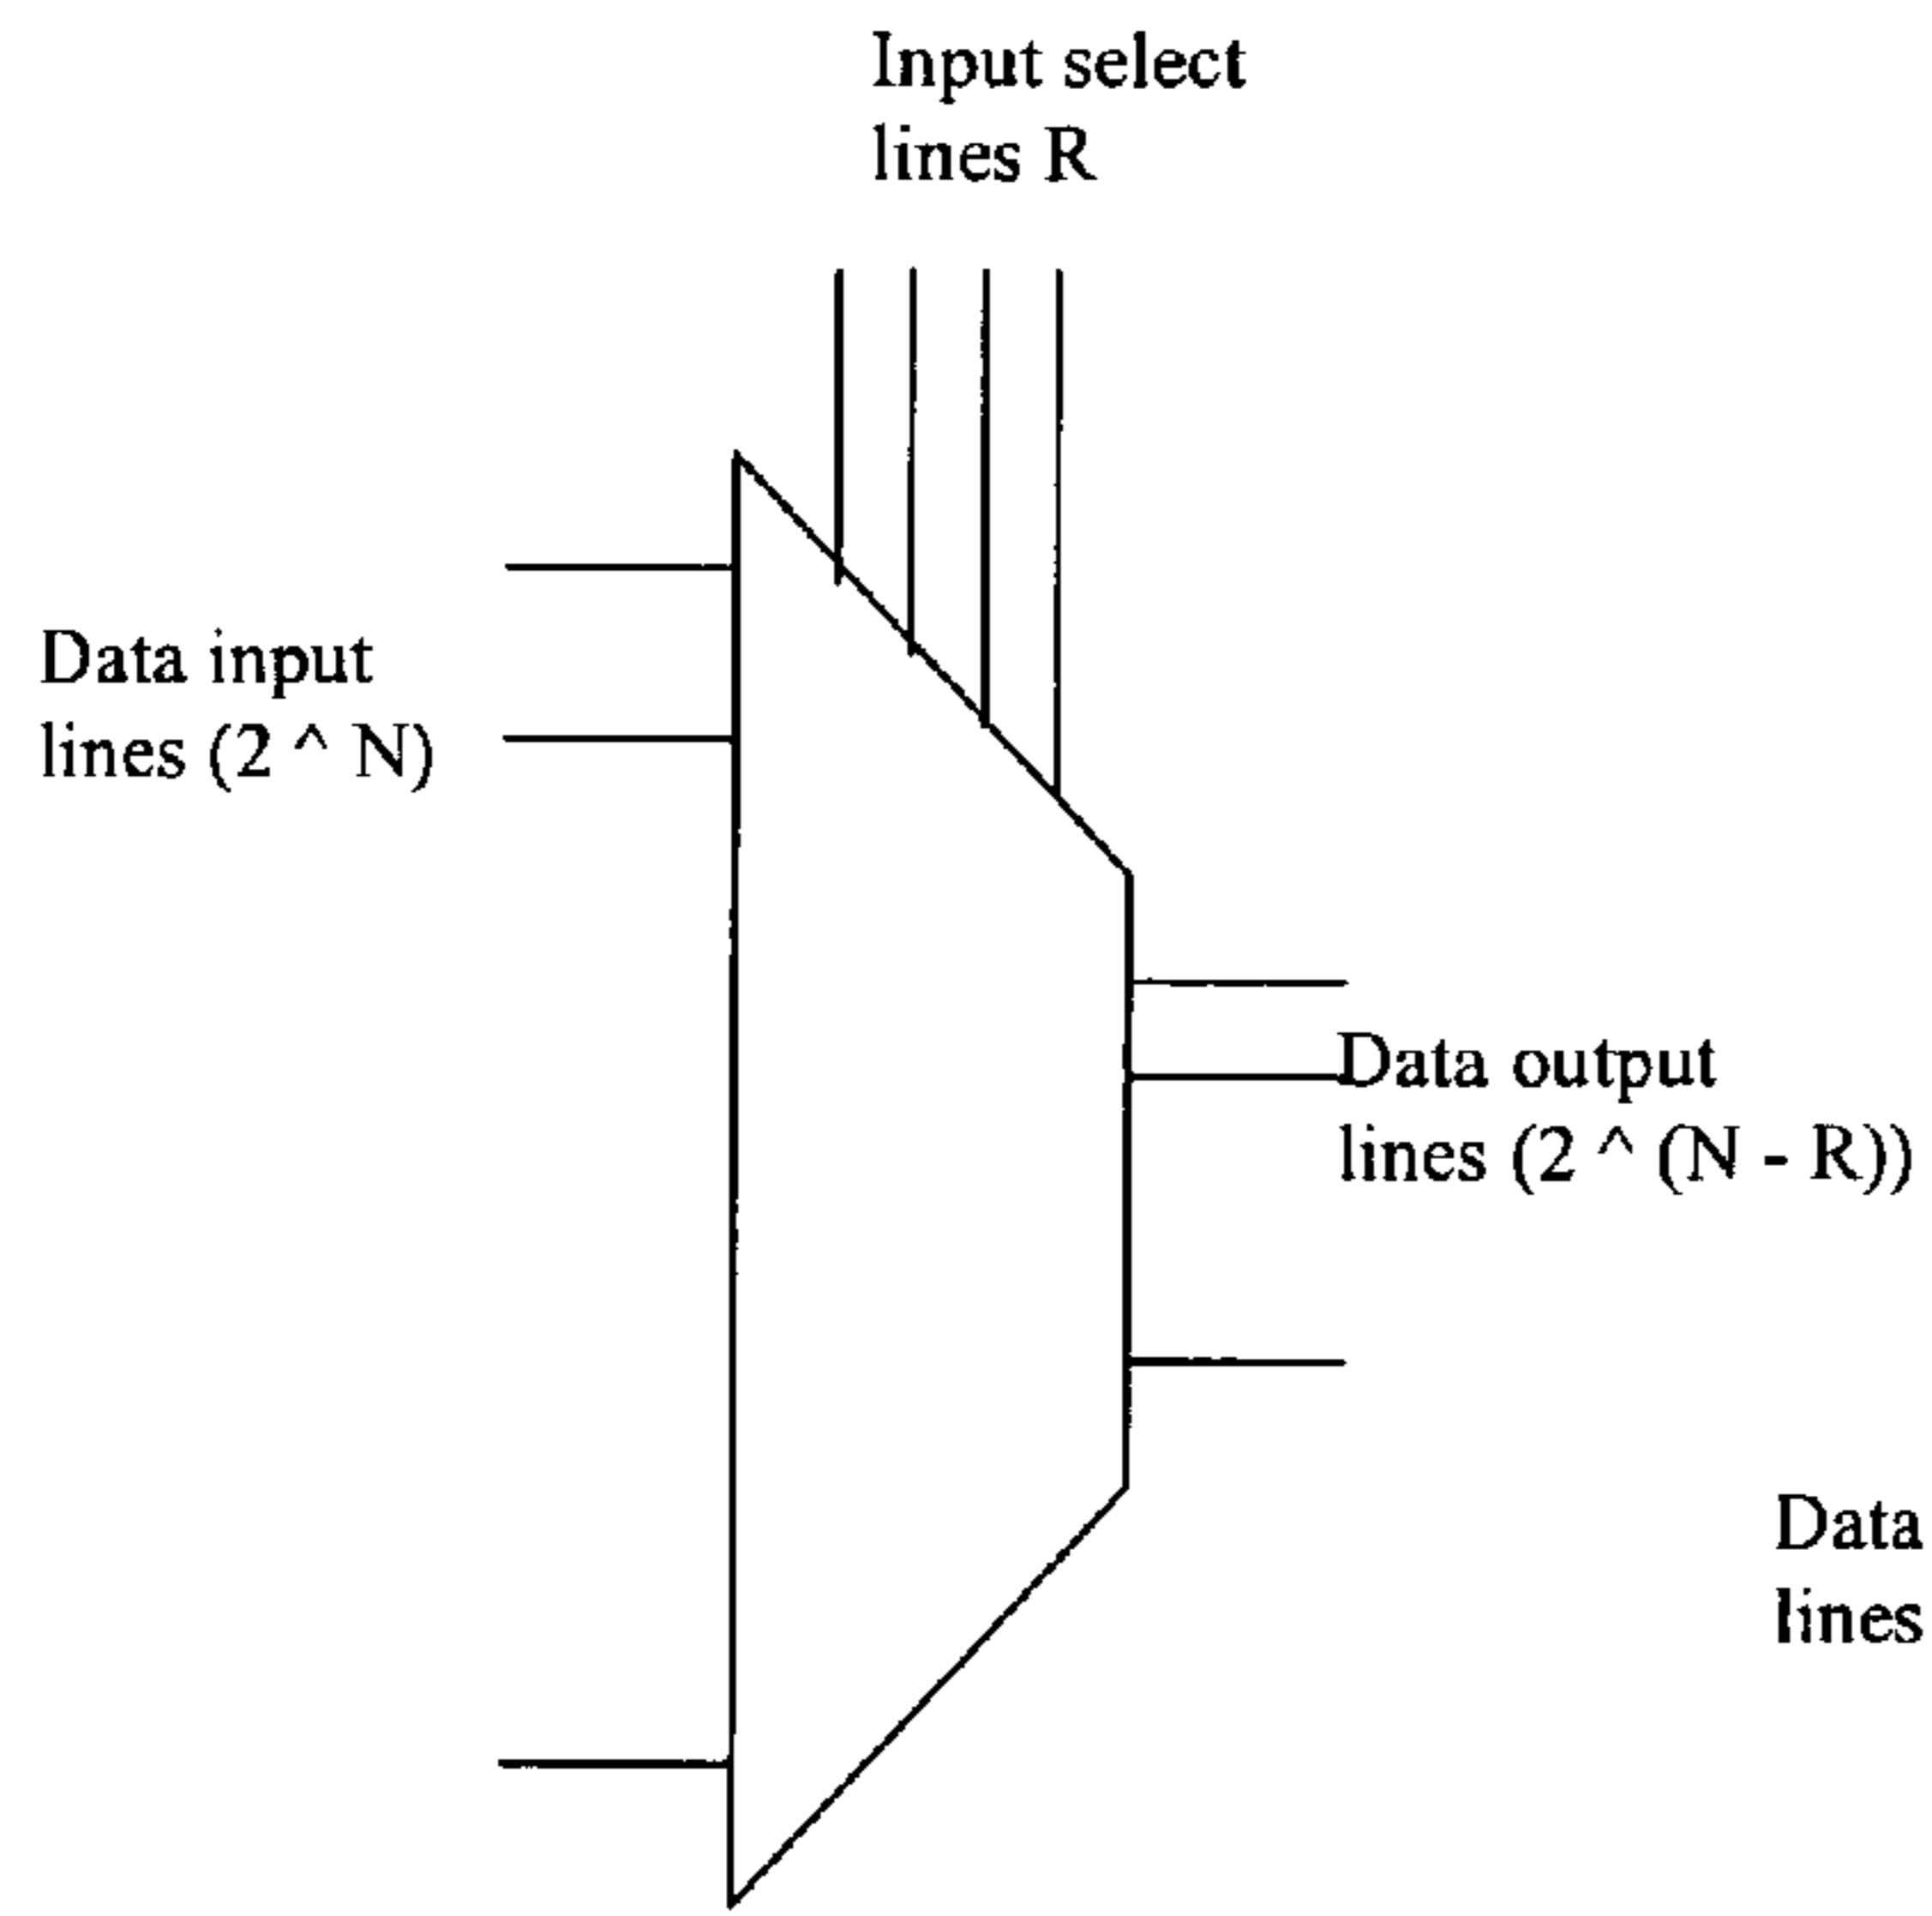 Input select
lines R
Data input
lines (2 ^ N)
Data output
lines (2 ^ (N - R))
Data
lines